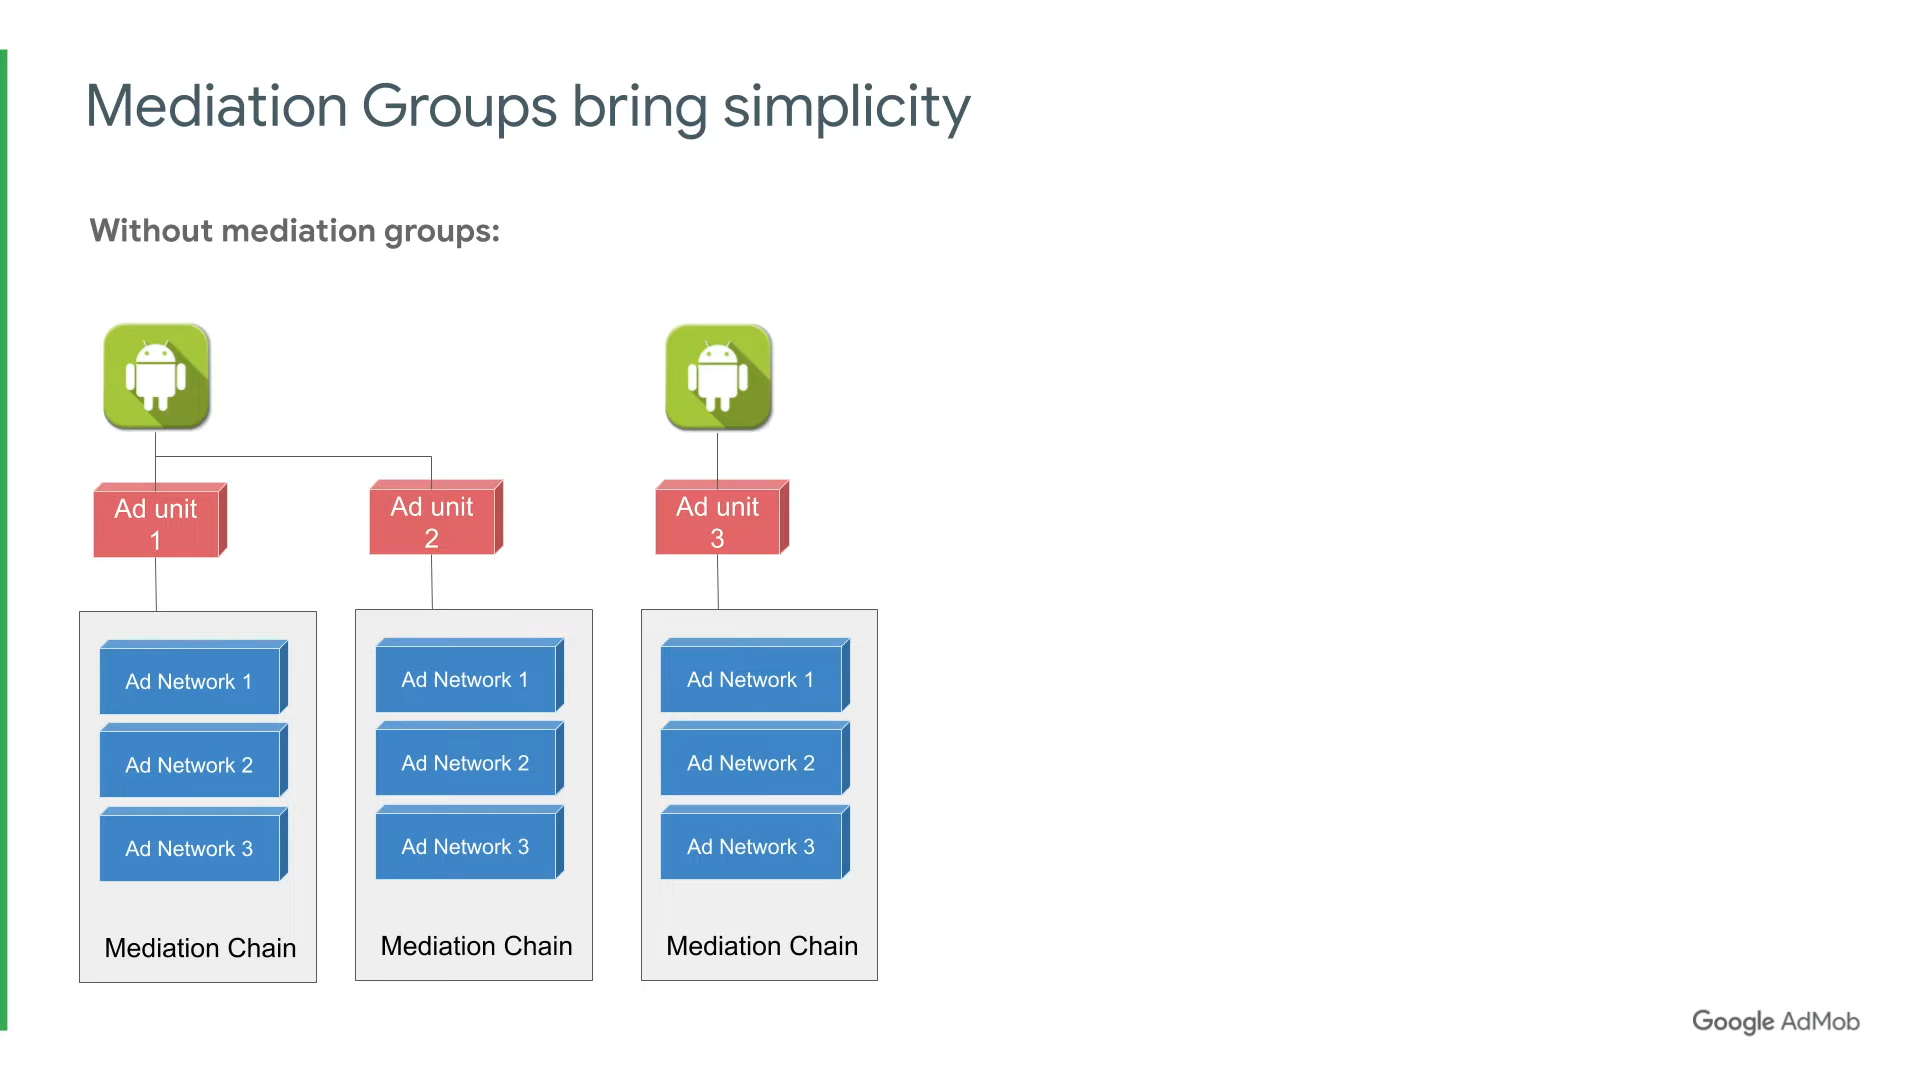 Mediation Groups bring simplicity
Without mediation groups:
Ad unit
1
Ad unit
2
Ad unit
3
Ad Network 1
Ad Network 2
Ad Network 3
Mediation Chain
Ad Network 1
Ad Network 2
Ad Network 3
Mediation Chain
Ad Network 1
Ad Network 2
Ad Network 3
Mediation Chain
Google AdMob